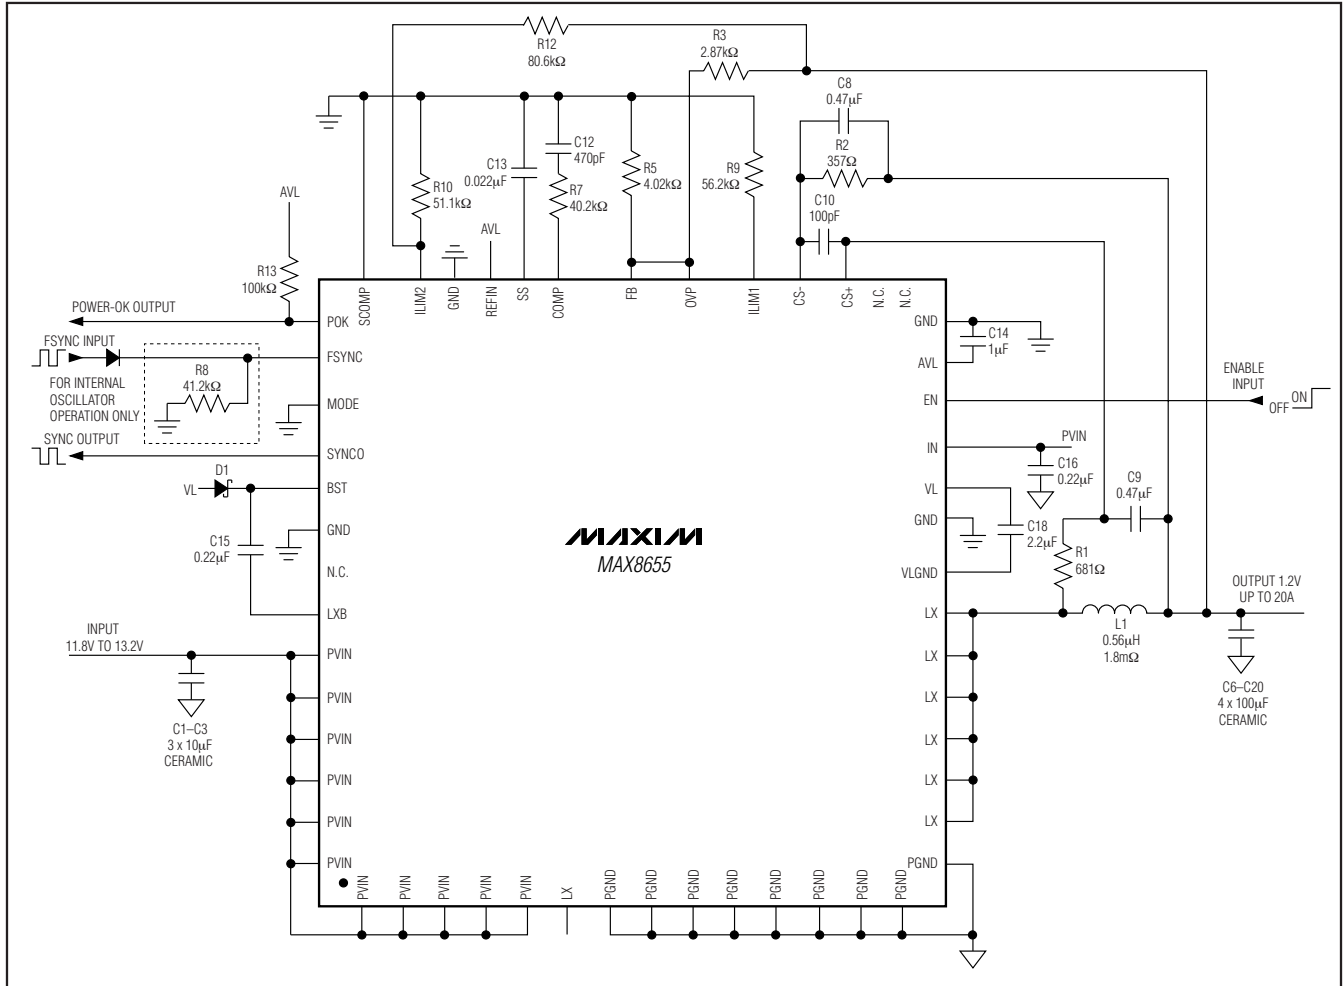 R12
80.6kΩ
R3
2.87kΩ
C8
0.47µF
R2
357Ω
C10
100pF
C12
470pF
C13
0.022µF
R10
51.1kΩ
R7
40.2kΩ
R5
4.02kΩ
R9
56.2kΩ
AVL
AVL
R13
100kΩ
SCOMP
ILIM2
GND
REFIN
SS
COMP
FB
OVP
ILIM1
CS-
CS+
N.C.
N.C.
POWER-OK OUTPUT
POK
FSYNC INPUT
FSYNC
R8
41.2kΩ
FOR INTERNAL
OSCILLATOR
OPERATION ONLY
MODE
SYNC OUTPUT
SYNCO
D1
VL
BST
GND
C15
0.22µF
N.C.
LXB
INPUT
11.8V TO 13.2V
PVIN
PVIN
PVIN
PVIN
PVIN
PVIN
C1–C3
3 x 10µF
CERAMIC
MAXIM
MAX8655
GND
C14
1µF
AVL
ENABLE
INPUT
EN
OFF
ON
IN
PVIN
C16
0.22µF
VL
C9
0.47µF
GND
C18
2.2µF
R1
681Ω
VLGND
OUTPUT 1.2V
UP TO 20A
LX
L1
0.56µH
1.8mΩ
LX
LX
LX
LX
LX
C6–C20
4 x 100µF
CERAMIC
PGND
PVIN
PVIN
PVIN
PVIN
PVIN
LX
PGND
PGND
PGND
PGND
PGND
PGND
PGND
PGND